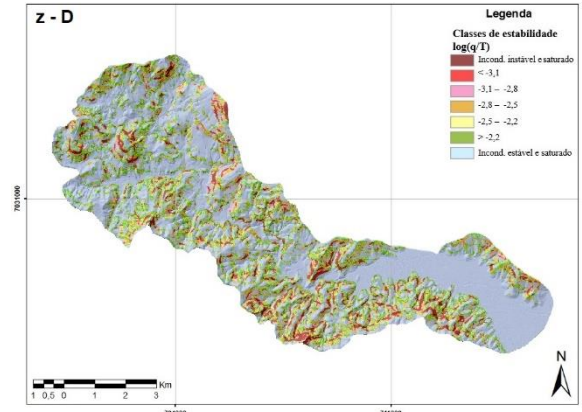 z - D
Legenda
Classes de estabilidade
log(q/T)
Incond. instável e saturado
< -3,1
-3,1 – -2,8
-2,8 – -2,5
-2,5 – -2,2
> -2,2
Incond. estável e saturado
7031000
N
1 0,5 0 1 2 3 Km